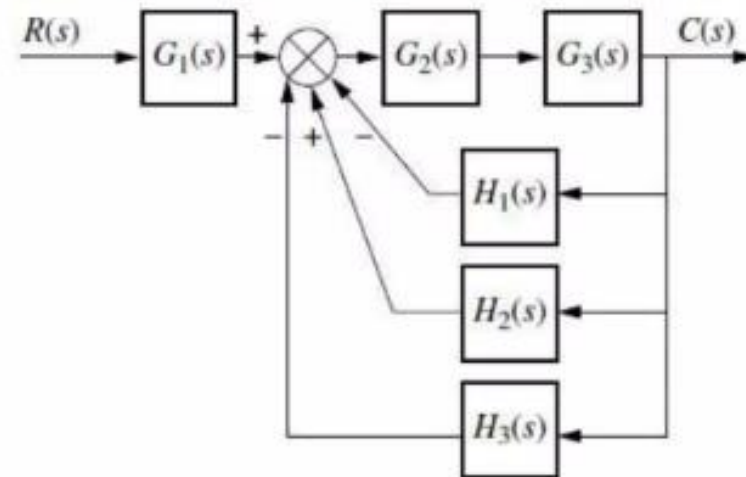 R(s) G₁(s) + G₂(s) G₃(s) C(s)
− + −
H₁(s)
H₂(s)
H₃(s)